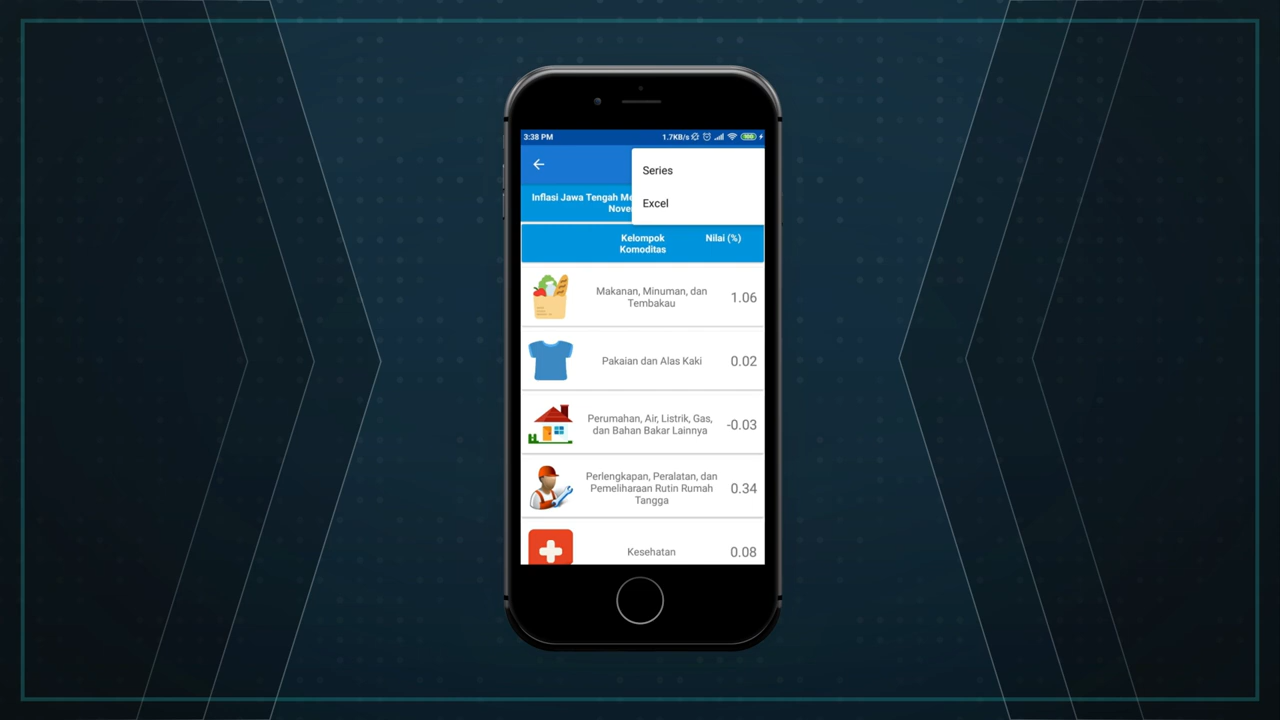 3:38 PM
1.7KB/s
100
Series
Excel
Inflasi Jawa Tengah
Kelompok
Komoditas
Nilai (%)
Makanan, Minuman, dan
Tembakau
1.06
Pakaian dan Alas Kaki
0.02
Perumahan, Air, Listrik, Gas,
dan Bahan Bakar Lainnya
-0.03
Perlengkapan, Peralatan, dan
Pemeliharaan Rutin Rumah
Tangga
0.34
Kesehatan
0.08